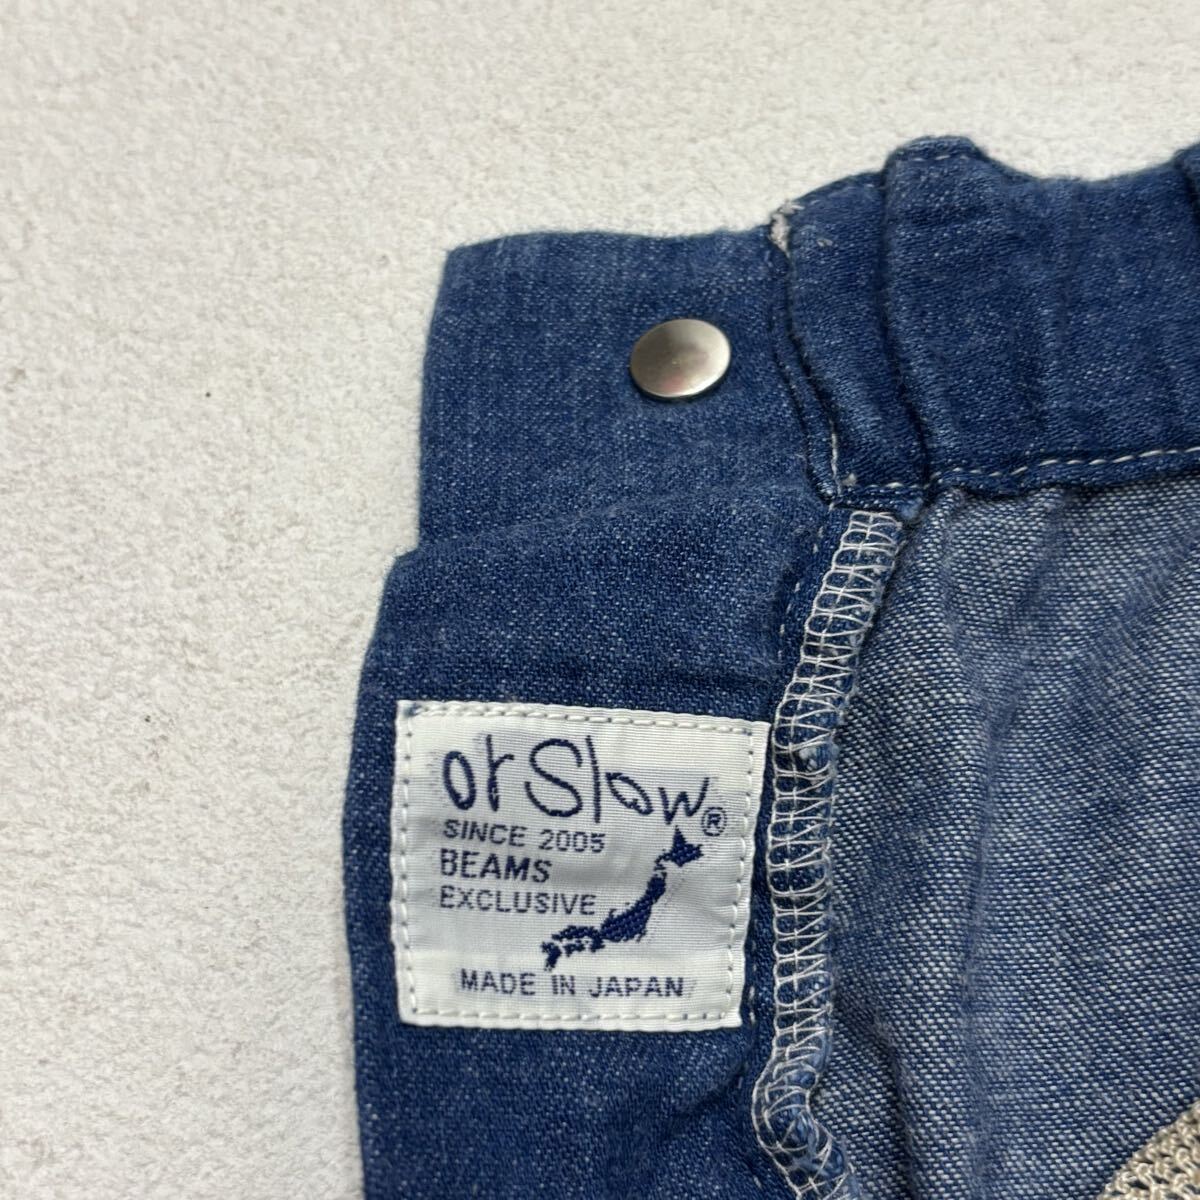 orSlow®
SINCE 2005
BEAMS
EXCLUSIVE
MADE IN JAPAN